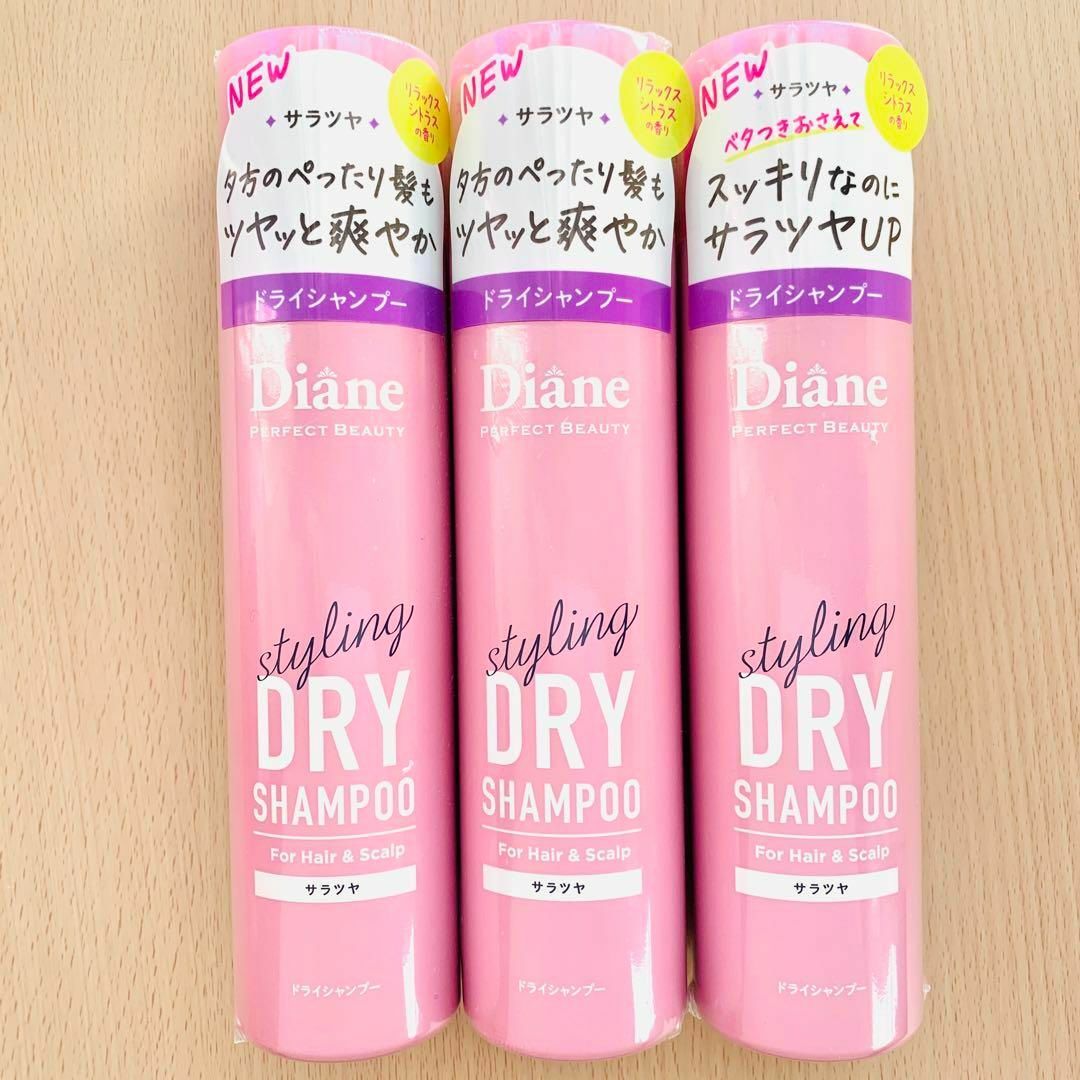 NEW
サラツヤ
リラックス
シトラス
の香り
夕方のぺったり髪も
ツヤッと爽やか
ドライシャンプー
Diane
PERFECT BEAUTY
styling
DRY
SHAMPOO
For Hair & Scalp
サラツヤ
ドライシャンプー
NEW
サラツヤ
リラックス
シトラス
の香り
夕方のぺったり髪も
ツヤッと爽やか
ドライシャンプー
Diane
PERFECT BEAUTY
styling
DRY
SHAMPOO
For Hair & Scalp
サラツヤ
ドライシャンプー
NEW
サラツヤ
リラックス
シトラス
の香り
ベタつきおさえて
スッキリなのに
サラツヤUP
ドライシャンプー
Diane
PERFECT BEAUTY
styling
DRY
SHAMPOO
For Hair & Scalp
サラツヤ
ドライシャンプー